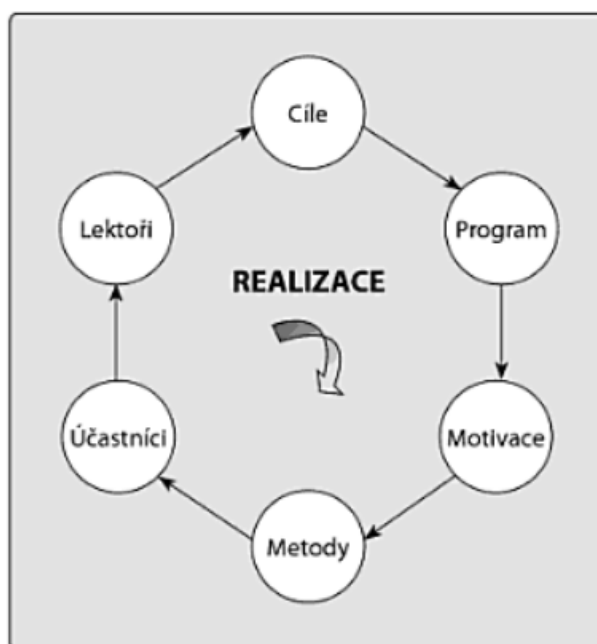 Cíle
Lektoři
Program
REALIZACE
Účastníci
Motivace
Metody